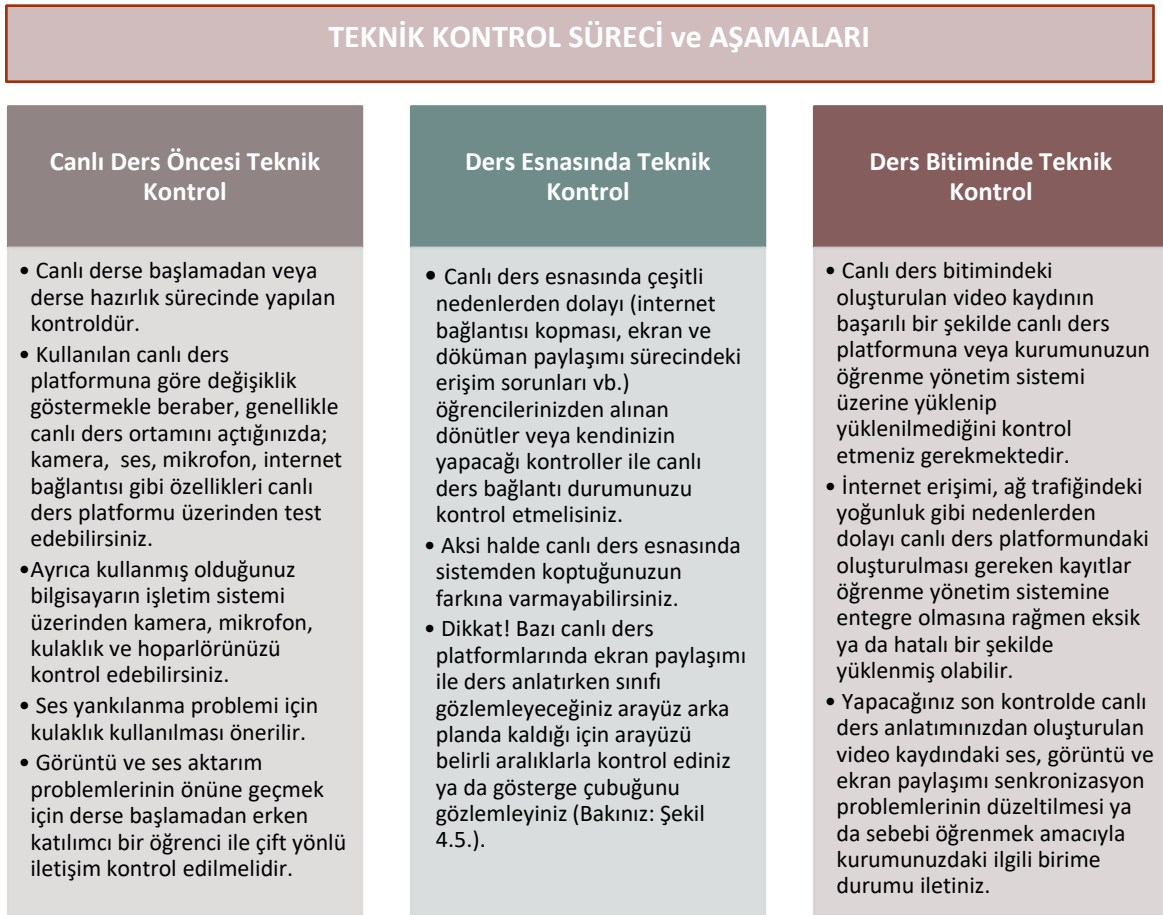 TEKNİK KONTROL SÜRECİ ve AŞAMALARI
Canlı Ders Öncesi Teknik
Kontrol
• Canlı derse başlamadan veya
derse hazırlık sürecinde yapılan
kontroldür.
• Kullanılan canlı ders
platformuna göre değişiklik
göstermekle beraber, genellikle
canlı ders ortamını açtığınızda;
kamera, ses, mikrofon, internet
bağlantısı gibi özellikleri canlı
ders platformu üzerinden test
edebilirsiniz.
•Ayrıca kullanmış olduğunuz
bilgisayarın işletim sistemi
üzerinden kamera, mikrofon,
kulaklık ve hoparlörünüzü
kontrol edebilirsiniz.
• Ses yankılanma problemi için
kulaklık kullanılması önerilir.
• Görüntü ve ses aktarım
problemlerinin önüne geçmek
için derse başlamadan erken
katılımcı bir öğrenci ile çift yönlü
iletişim kontrol edilmelidir.
Ders Esnasında Teknik
Kontrol
• Canlı ders esnasında çeşitli
nedenlerden dolayı (internet
bağlantısı kopması, ekran ve
döküman paylaşımı sürecindeki
erişim sorunları vb.)
öğrencilerinizden alınan
dönütler veya kendinizin
yapacağı kontroller ile canlı
ders bağlantı durumunuzu
kontrol etmelisiniz.
• Aksi halde canlı ders esnasında
sistemden koptuğunuzun
farkına varmayabilirsiniz.
• Dikkat! Bazı canlı ders
platformlarında ekran paylaşımı
ile ders anlatırken sınıfı
gözlemleyeceğiniz arayüz arka
planda kaldığı için arayüzü
belirli aralıklarla kontrol ediniz
ya da gösterge çubuğunu
gözlemleyiniz (Bakınız: Şekil
4.5.).
Ders Bitiminde Teknik
Kontrol
• Canlı ders bitimindeki
oluşturulan video kaydının
başarılı bir şekilde canlı ders
platformuna veya kurumunuzun
öğrenme yönetim sistemi
üzerine yüklenip
yüklenilmediğini kontrol
etmeniz gerekmektedir.
• İnternet erişimi, ağ trafiğindeki
yoğunluk gibi nedenlerden
dolayı canlı ders platformundaki
oluşturulması gereken kayıtlar
öğrenme yönetim sistemine
entegre olmasına rağmen eksik
ya da hatalı bir şekilde
yüklenmiş olabilir.
• Yapacağınız son kontrolde canlı
ders anlatımınızdan oluşturulan
video kaydındaki ses, görüntü ve
ekran paylaşımı senkronizasyon
problemlerinin düzeltilmesi ya
da sebebi öğrenmek amacıyla
kurumunuzdaki ilgili birime
durumu iletiniz.